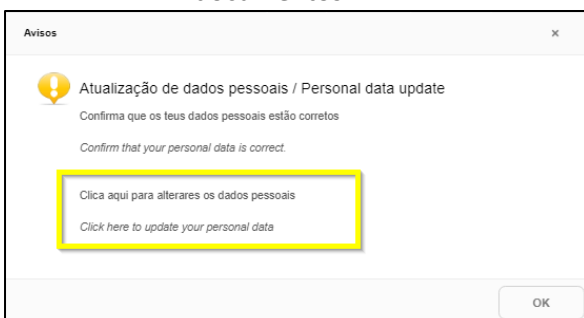 Avisos
×
Atualização de dados pessoais / Personal data update
Confirma que os teus dados pessoais estão corretos
Confirm that your personal data is correct.
Clica aqui para alterares os dados pessoais
Click here to update your personal data
OK